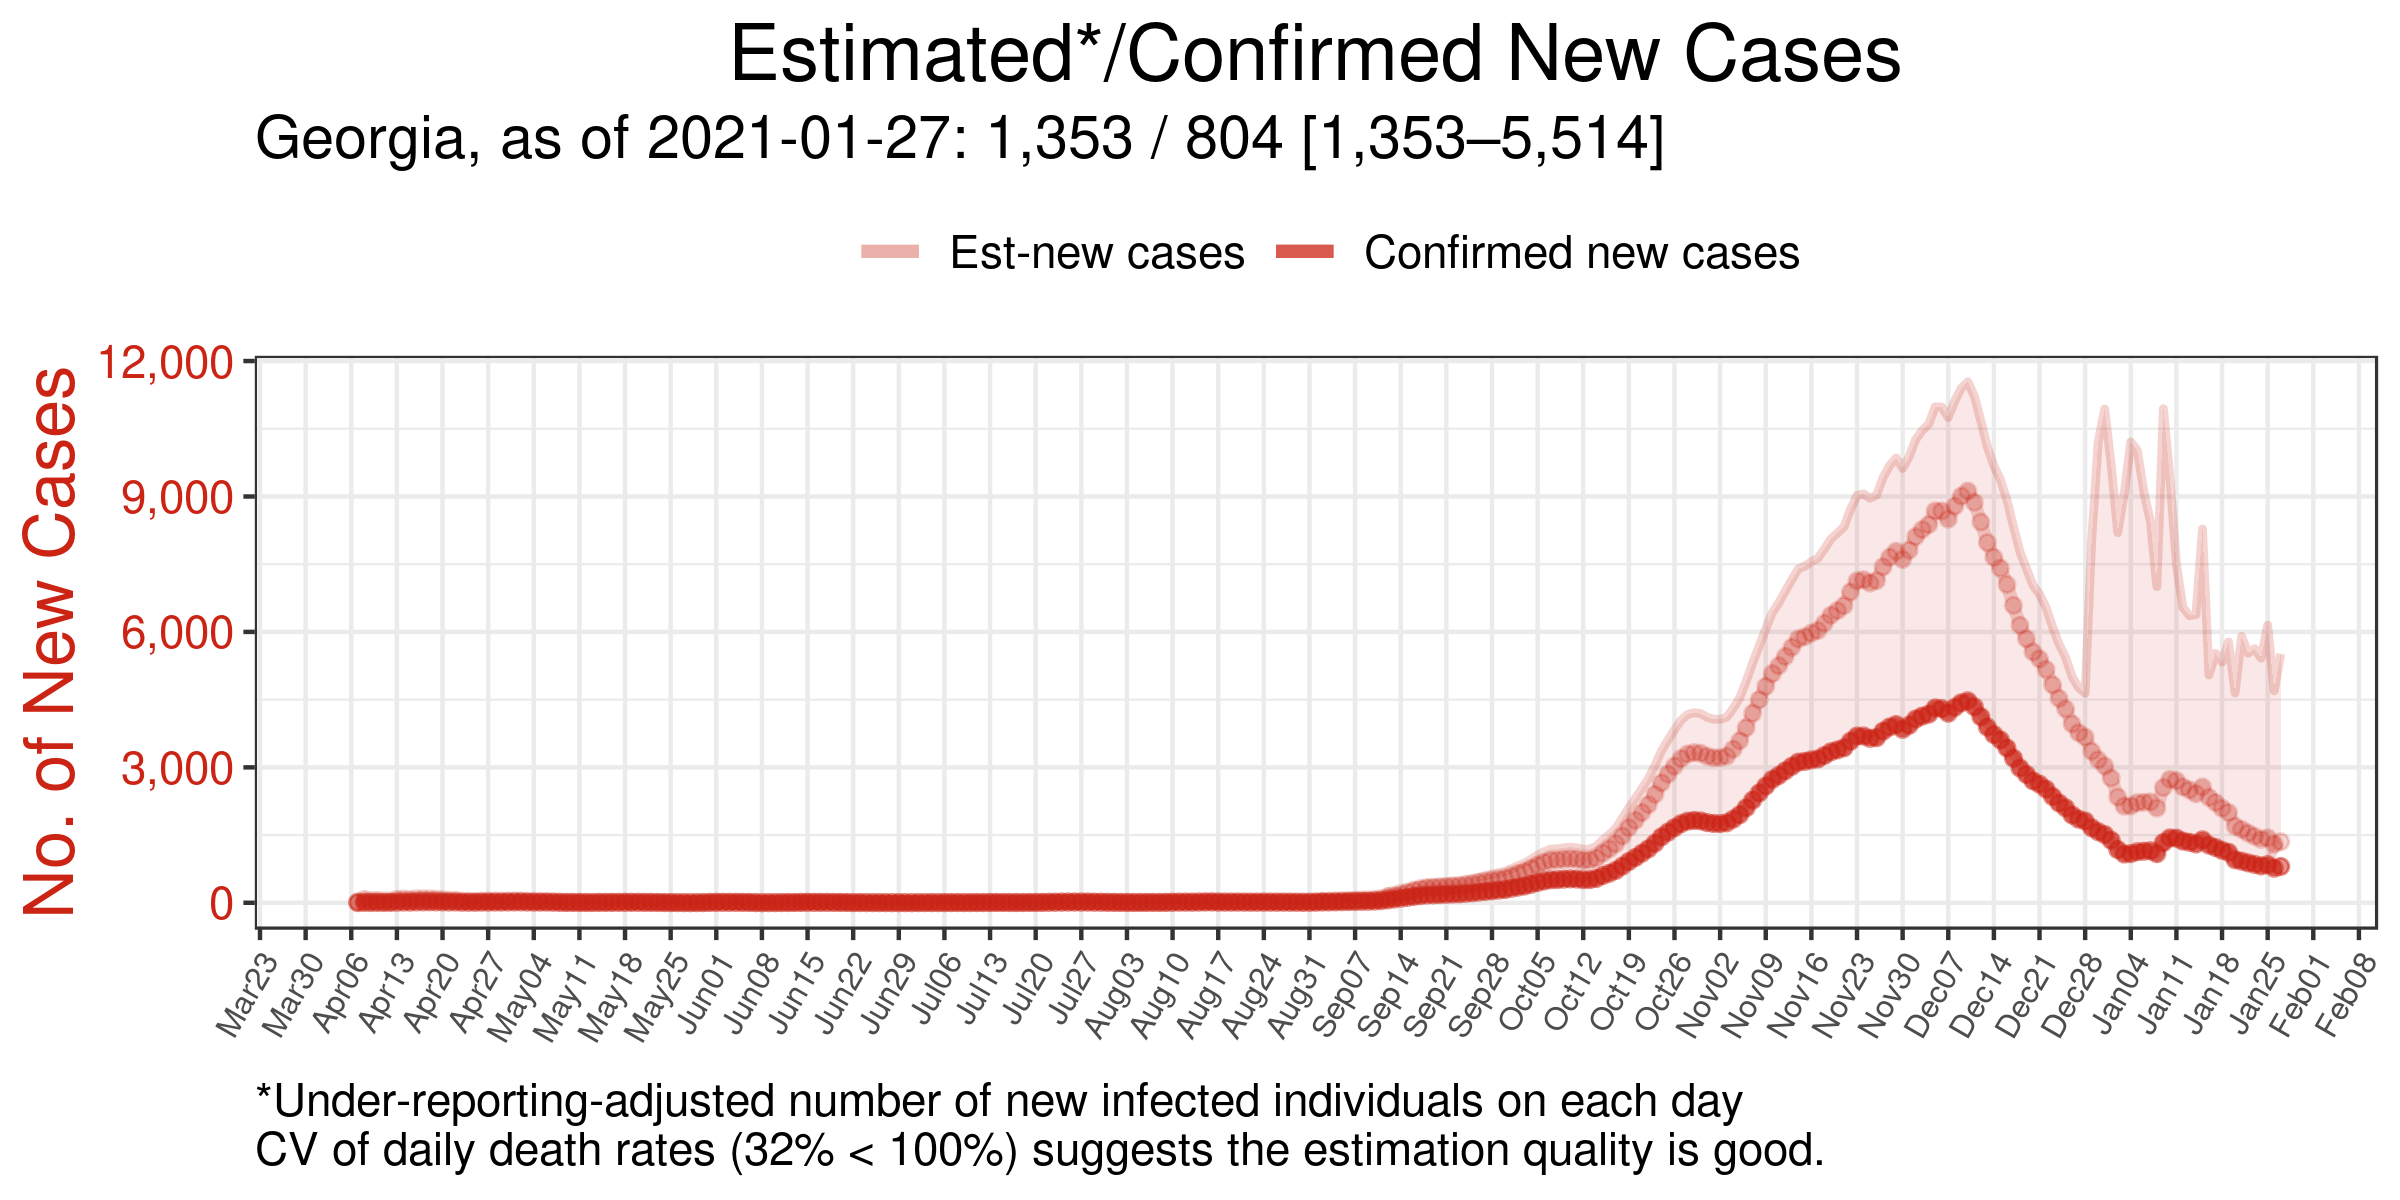 Estimated*/Confirmed New Cases
Georgia, as of 2021-01-27: 1,353 / 804 [1,353–5,514]
Est-new cases Confirmed new cases
No. of New Cases
12,000
9,000
6,000
3,000
0
Mar23 Mar30 Apr06 Apr13 Apr20 Apr27 May04 May11 May18 May25 Jun01 Jun08 Jun15 Jun22 Jun29 Jul06 Jul13 Jul20 Jul27 Aug03 Aug10 Aug17 Aug24 Aug31 Sep07 Sep14 Sep21 Sep28 Oct05 Oct12 Oct19 Oct26 Nov02 Nov09 Nov16 Nov23 Nov30 Dec07 Dec14 Dec21 Dec28 Jan04 Jan11 Jan18 Jan25 Feb01 Feb08
*Under-reporting-adjusted number of new infected individuals on each day
CV of daily death rates (32% < 100%) suggests the estimation quality is good.